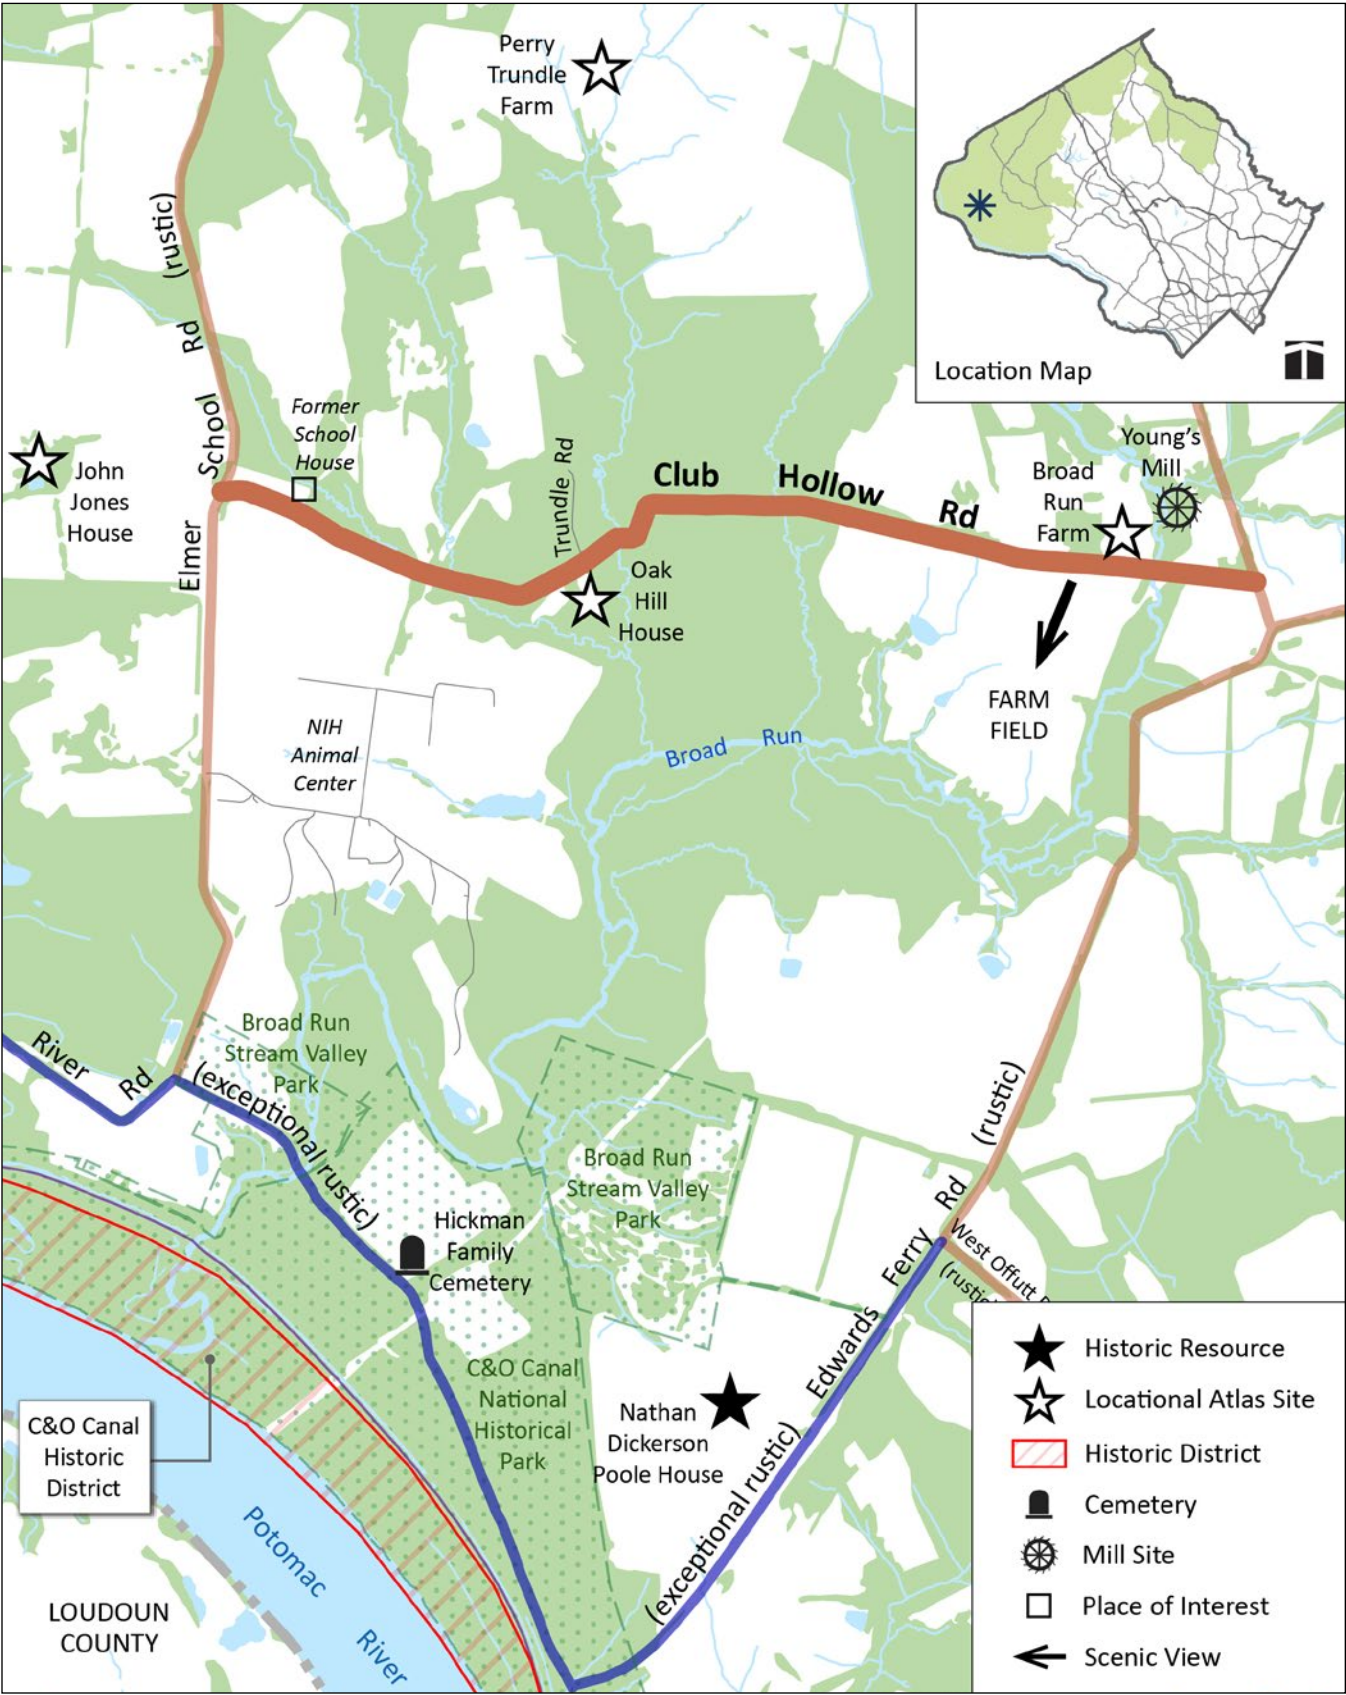 Perry
Trundle
Farm
Location Map
(rustic)
Rd
School
Elmer
Former
School
House
John
Jones
House
Trundle Rd
Club Hollow Rd
Young's
Mill
Broad
Run
Farm
Oak
Hill
House
FARM
FIELD
NIH
Animal
Center
Broad Run
River Rd
(exceptional rustic)
Broad Run
Stream Valley
Park
Broad Run
Stream Valley
Park
(rustic)
Edwards Ferry Rd
West Offutt
Hickman
Family
Cemetery
C&O Canal
National
Historical
Park
Nathan
Dickerson
Poole House
(exceptional rustic)
C&O Canal
Historic
District
Potomac
River
LOUDOUN
COUNTY
Historic Resource
Locational Atlas Site
Historic District
Cemetery
Mill Site
Place of Interest
Scenic View